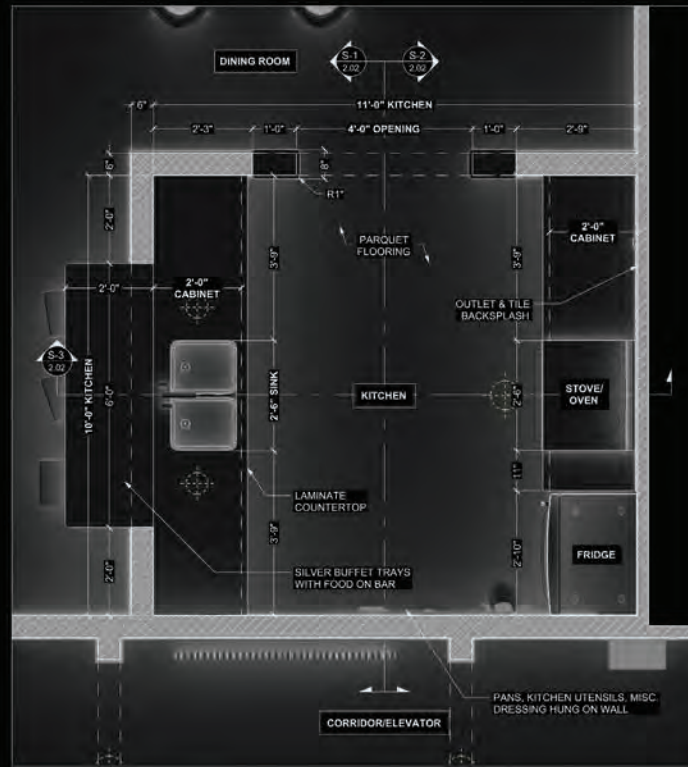 DINING ROOM
S-1
2.02
S-2
2.02
6"
11'-0" KITCHEN
2'-3"
1'-0"
4'-0" OPENING
1'-0"
2'-9"
6"
8"
R1"
2'-0"
3'-9"
PARQUET
FLOORING
3'-9"
2'-0"
CABINET
2'-0"
2'-0"
CABINET
OUTLET & TILE
BACKSPLASH
S-3
2.02
10'-0" KITCHEN
6'-0"
2'-6" SINK
KITCHEN
2'-6"
STOVE/
OVEN
11"
LAMINATE
COUNTERTOP
3'-9"
2'-10"
FRIDGE
2'-0"
SILVER BUFFET TRAYS
WITH FOOD ON BAR
PANS, KITCHEN UTENSILS, MISC.
DRESSING HUNG ON WALL
CORRIDOR/ELEVATOR